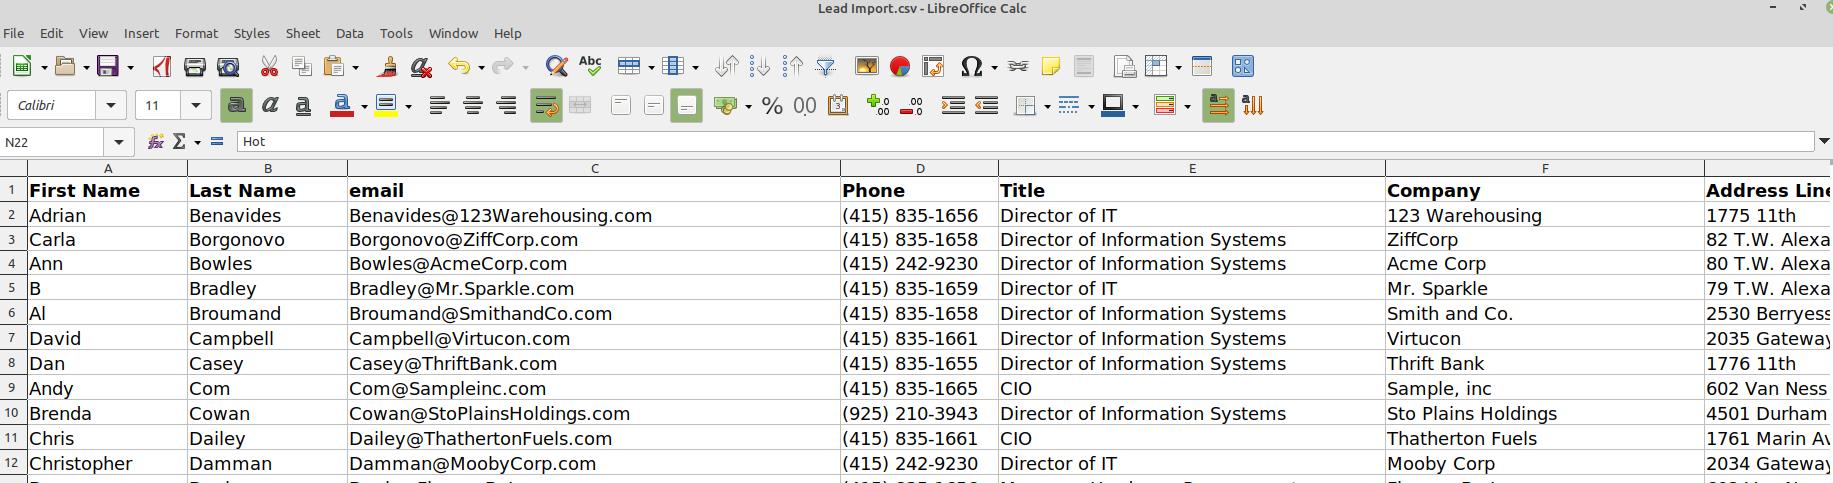 Lead Import.csv - LibreOffice Calc
File Edit View Insert Format Styles Sheet Data Tools Window Help
Abc
Calibri 11 a a a a % 0.0 .00 .00
N22 fx Σ = Hot
A B C D E F
1 First Name Last Name email Phone Title Company Address Line
2 Adrian Benavides Benavides@123Warehousing.com (415) 835-1656 Director of IT 123 Warehousing 1775 11th
3 Carla Borgonovo Borgonovo@ZiffCorp.com (415) 835-1658 Director of Information Systems ZiffCorp 82 T.W. Alexa
4 Ann Bowles Bowles@AcmeCorp.com (415) 242-9230 Director of Information Systems Acme Corp 80 T.W. Alexa
5 B Bradley Bradley@Mr.Sparkle.com (415) 835-1659 Director of IT Mr. Sparkle 79 T.W. Alexa
6 Al Broumand Broumand@SmithandCo.com (415) 835-1658 Director of Information Systems Smith and Co. 2530 Berryess
7 David Campbell Campbell@Virtucon.com (415) 835-1661 Director of Information Systems Virtucon 2035 Gateway
8 Dan Casey Casey@ThriftBank.com (415) 835-1655 Director of Information Systems Thrift Bank 1776 11th
9 Andy Com Com@Sampleinc.com (415) 835-1665 CIO Sample, inc 602 Van Ness
10 Brenda Cowan Cowan@StoPlainsHoldings.com (925) 210-3943 Director of Information Systems Sto Plains Holdings 4501 Durham
11 Chris Dailey Dailey@ThathertonFuels.com (415) 835-1661 CIO Thatherton Fuels 1761 Marin Av
12 Christopher Damman Damman@MoobyCorp.com (415) 242-9230 Director of IT Mooby Corp 2034 Gateway